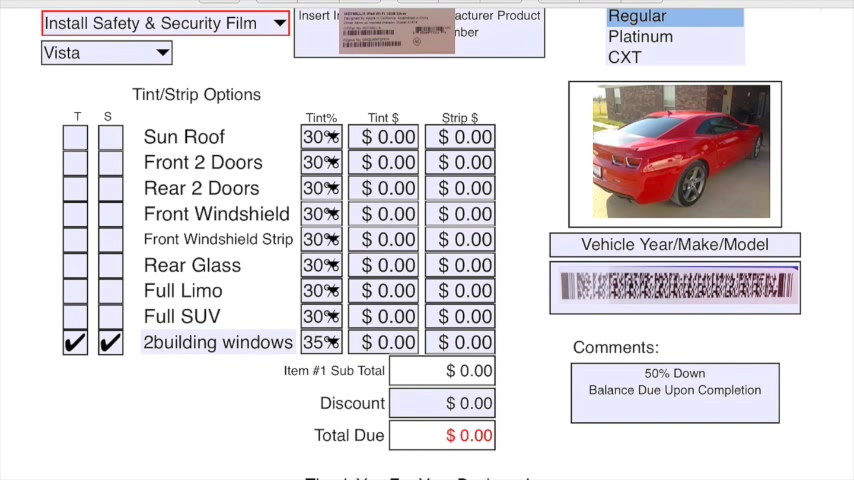 Install Safety & Security Film
Vista
Insert
acturer Product
mber
Regular
Platinum
CXT
Tint/Strip Options
T S Tint% Tint $ Strip $
Sun Roof 30% $ 0.00 $ 0.00
Front 2 Doors 30% $ 0.00 $ 0.00
Rear 2 Doors 30% $ 0.00 $ 0.00
Front Windshield 30% $ 0.00 $ 0.00
Front Windshield Strip 30% $ 0.00 $ 0.00
Rear Glass 30% $ 0.00 $ 0.00
Full Limo 30% $ 0.00 $ 0.00
Full SUV 30% $ 0.00 $ 0.00
2building windows 35% $ 0.00 $ 0.00
Item #1 Sub Total $ 0.00
Discount $ 0.00
Total Due $ 0.00
Vehicle Year/Make/Model
Comments:
50% Down
Balance Due Upon Completion